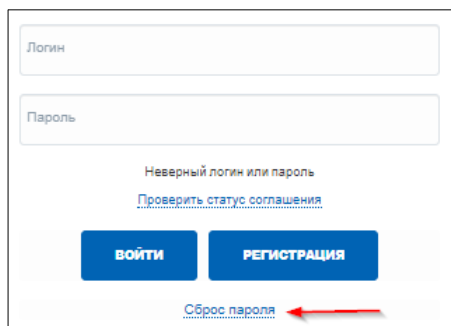 Логин
Пароль
Неверный логин или пароль
Проверить статус соглашения
ВОЙТИ РЕГИСТРАЦИЯ
Сброс пароля